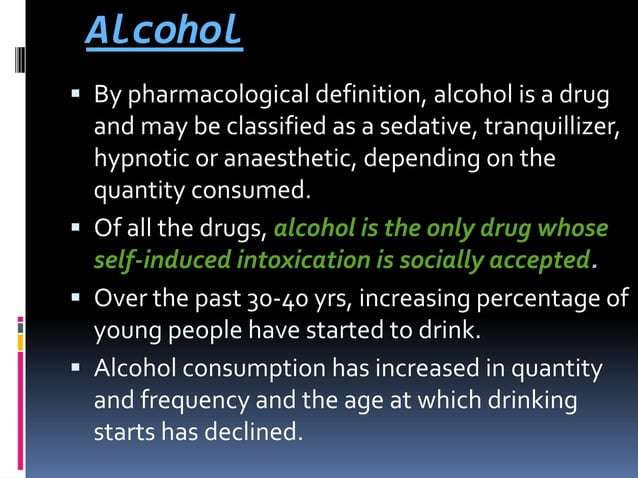 Alcohol
▪ By pharmacological definition, alcohol is a drug
and may be classified as a sedative, tranquillizer,
hypnotic or anaesthetic, depending on the
quantity consumed.
▪ Of all the drugs, alcohol is the only drug whose
self-induced intoxication is socially accepted.
▪ Over the past 30-40 yrs, increasing percentage of
young people have started to drink.
▪ Alcohol consumption has increased in quantity
and frequency and the age at which drinking
starts has declined.